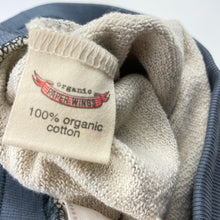 organic
PAPER WINGS
100% organic
cotton